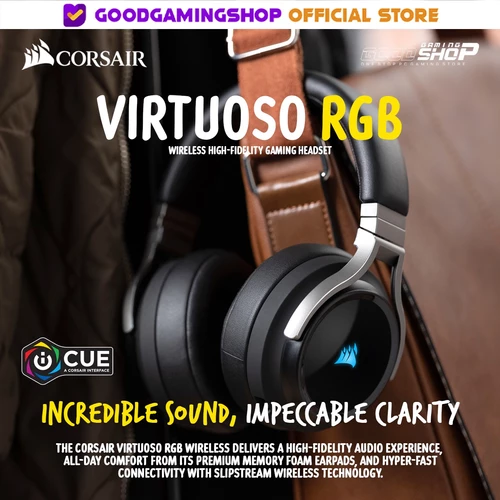 GOODGAMINGSHOP OFFICIAL STORE
CORSAIR
GAMING
SHOP
VIRTUOSO RGB
WIRELESS HIGH-FIDELITY GAMING HEADSET
CUE
A CORSAIR INTERFACE
INCREDIBLE SOUND, IMPECCABLE CLARITY
THE CORSAIR VIRTUOSO RGB WIRELESS DELIVERS A HIGH-FIDELITY AUDIO EXPERIENCE,
ALL-DAY COMFORT FROM ITS PREMIUM MEMORY FOAM EARPADS, AND HYPER-FAST
CONNECTIVITY WITH SLIPSTREAM WIRELESS TECHNOLOGY.